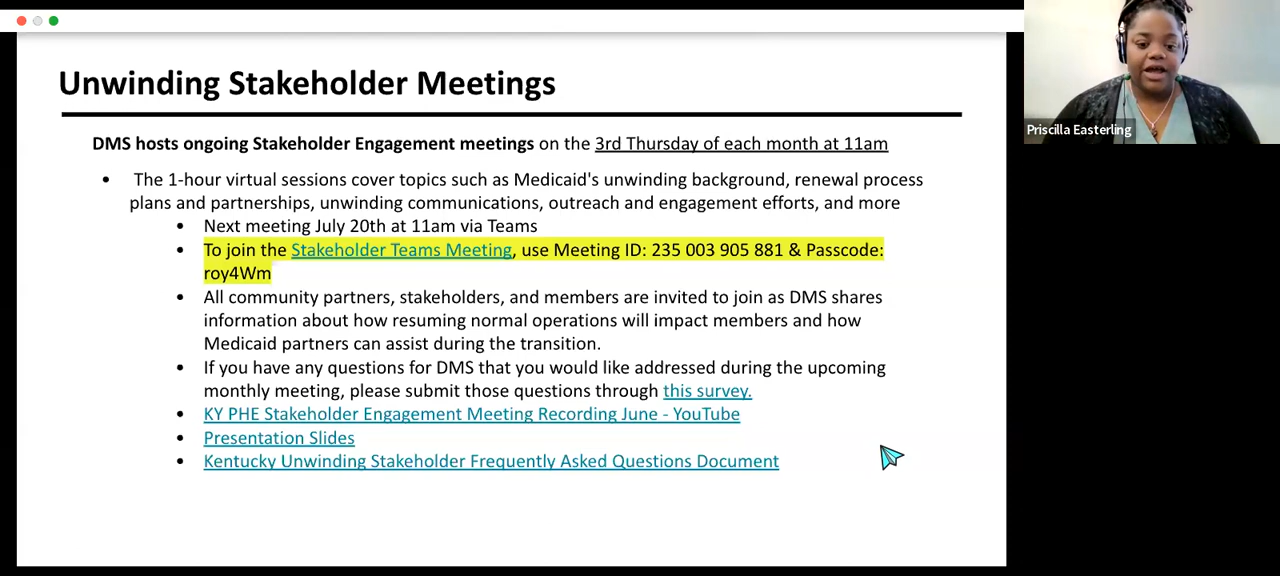 Unwinding Stakeholder Meetings
Priscilla Easterling
DMS hosts ongoing Stakeholder Engagement meetings on the 3rd Thursday of each month at 11am
• The 1-hour virtual sessions cover topics such as Medicaid's unwinding background, renewal process
plans and partnerships, unwinding communications, outreach and engagement efforts, and more
• Next meeting July 20th at 11am via Teams
• To join the Stakeholder Teams Meeting, use Meeting ID: 235 003 905 881 & Passcode:
roy4Wm
• All community partners, stakeholders, and members are invited to join as DMS shares
information about how resuming normal operations will impact members and how
Medicaid partners can assist during the transition.
• If you have any questions for DMS that you would like addressed during the upcoming
monthly meeting, please submit those questions through this survey.
• KY PHE Stakeholder Engagement Meeting Recording June - YouTube
• Presentation Slides
• Kentucky Unwinding Stakeholder Frequently Asked Questions Document